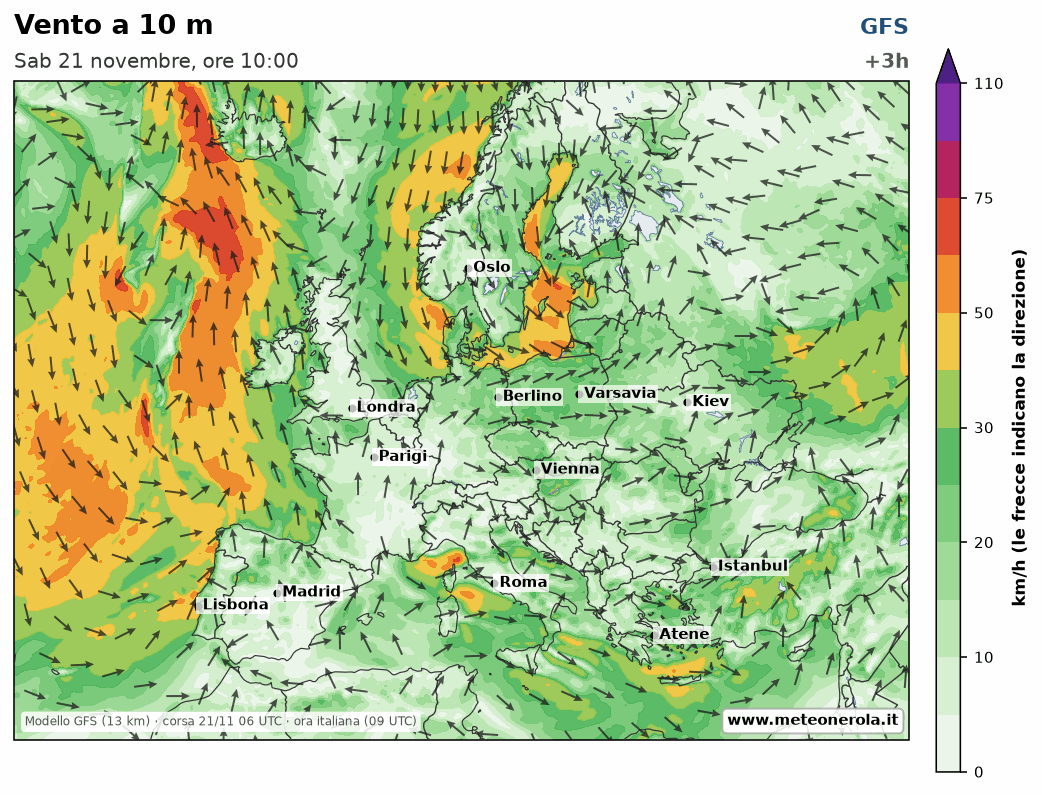 Vento a 10 m
GFS
Sab 21 novembre, ore 10:00
+3h
110
75
50
30
20
10
0
km/h (le frecce indicano la direzione)
Oslo
Berlino
Varsavia
Kiev
Londra
Parigi
Vienna
Istanbul
Roma
Madrid
Lisbona
Atene
Modello GFS (13 km) · corsa 21/11 06 UTC · ora italiana (09 UTC)
www.meteonerola.it